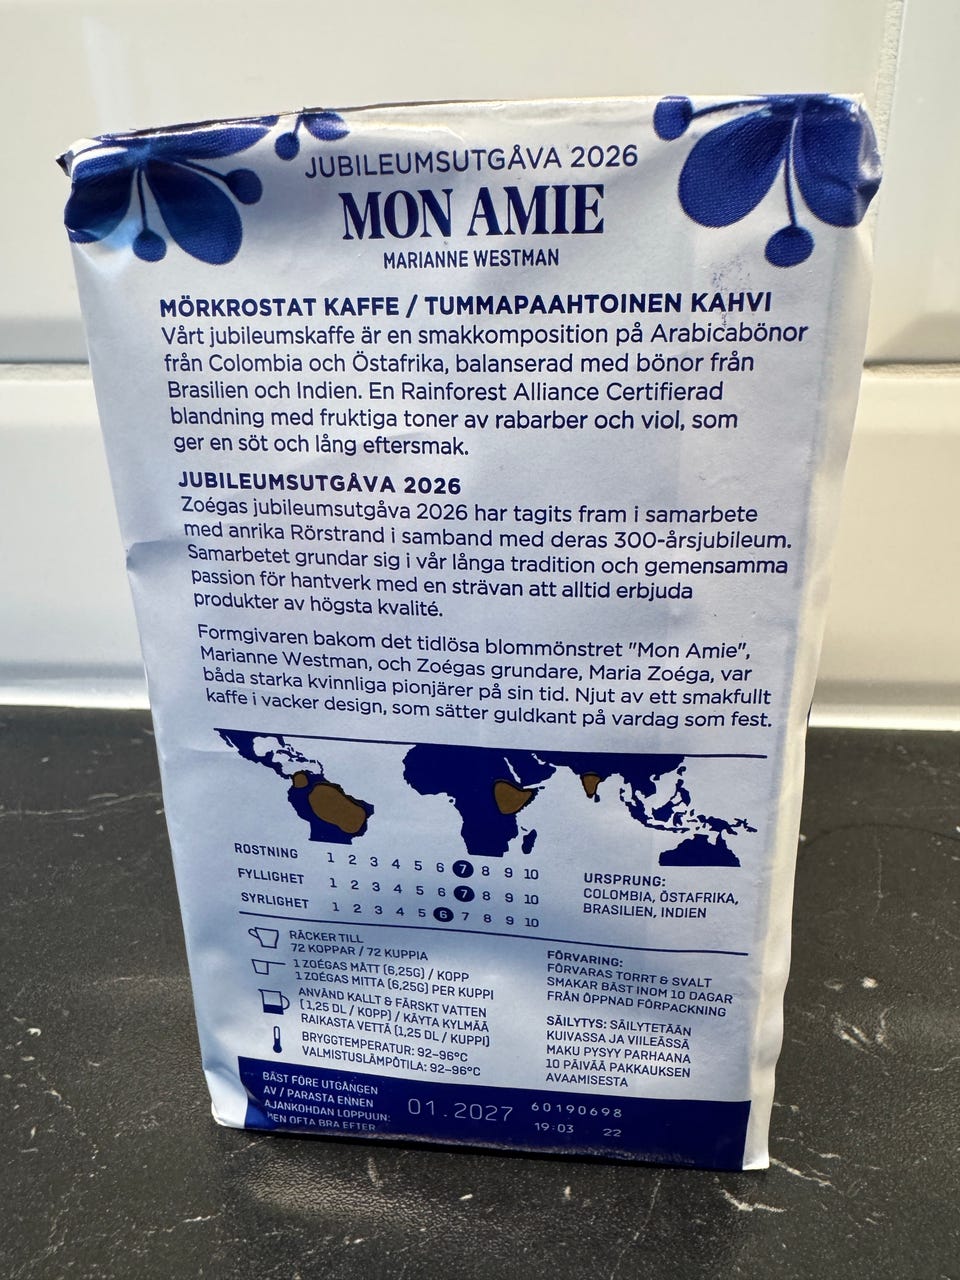 JUBILEUMSUTGÅVA 2026
MON AMIE
MARIANNE WESTMAN
MÖRKROSTAT KAFFE / TUMMAPAAHTOINEN KAHVI
Vårt jubileumskaffe är en smakkomposition på Arabicabönor
från Colombia och Östafrika, balanserad med bönor från
Brasilien och Indien. En Rainforest Alliance Certifierad
blandning med fruktiga toner av rabarber och viol, som
ger en söt och lång eftersmak.
JUBILEUMSUTGÅVA 2026
Zoégas jubileumsutgåva 2026 har tagits fram i samarbete
med anrika Rörstrand i samband med deras 300-årsjubileum.
Samarbetet grundar sig i vår långa tradition och gemensamma
passion för hantverk med en strävan att alltid erbjuda
produkter av högsta kvalité.
Formgivaren bakom det tidlösa blommönstret "Mon Amie",
Marianne Westman, och Zoégas grundare, Maria Zoéga, var
båda starka kvinnliga pionjärer på sin tid. Njut av ett smakfullt
kaffe i vacker design, som sätter guldkant på vardag som fest.
ROSTNING 1 2 3 4 5 6 7 8 9 10
FYLLIGHET 1 2 3 4 5 6 7 8 9 10
SYRLIGHET 1 2 3 4 5 6 7 8 9 10
URSPRUNG:
COLOMBIA, ÖSTAFRIKA,
BRASILIEN, INDIEN
RÄCKER TILL
72 KOPPAR / 72 KUPPIA
1 ZOÉGAS MÅTT (6,25G) / KOPP
1 ZOÉGAS MITTA (6,25G) PER KUPPI
ANVÄND KALLT & FÄRSKT VATTEN
(1,25 DL / KOPP) / KÄYTÄ KYLMÄÄ
RAIKASTA VETTÄ (1,25 DL / KUPPI)
BRYGGTEMPERATUR: 92–96°C
VALMISTUSLÄMPÖTILA: 92–96°C
FÖRVARING:
FÖRVARAS TORRT & SVALT
SMAKAR BÄST INOM 10 DAGAR
FRÅN ÖPPNAD FÖRPACKNING
SÄILYTYS: SÄILYTETÄÄN
KUIVASSA JA VIILEÄSSÄ
MAKU PYSYY PARHAANA
10 PÄIVÄÄ PAKKAUKSEN
AVAAMISESTA
BÄST FÖRE UTGÅNGEN
AV / PARASTA ENNEN
AJANKOHDAN LOPPUUN:
MEN OFTA BRA EFTER
01.2027
60190698
19:03 22